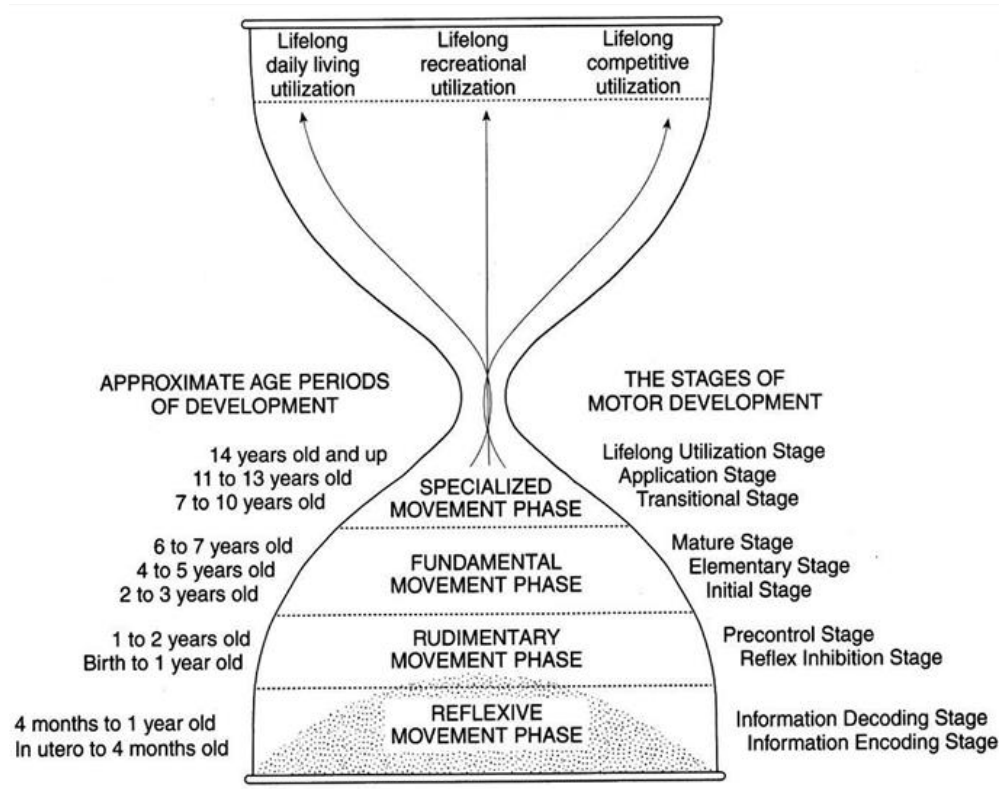 Lifelong
daily living
utilization
Lifelong
recreational
utilization
Lifelong
competitive
utilization
APPROXIMATE AGE PERIODS
OF DEVELOPMENT
THE STAGES OF
MOTOR DEVELOPMENT
14 years old and up
11 to 13 years old
7 to 10 years old
SPECIALIZED
MOVEMENT PHASE
Lifelong Utilization Stage
Application Stage
Transitional Stage
6 to 7 years old
4 to 5 years old
2 to 3 years old
FUNDAMENTAL
MOVEMENT PHASE
Mature Stage
Elementary Stage
Initial Stage
1 to 2 years old
Birth to 1 year old
RUDIMENTARY
MOVEMENT PHASE
Precontrol Stage
Reflex Inhibition Stage
4 months to 1 year old
In utero to 4 months old
REFLEXIVE
MOVEMENT PHASE
Information Decoding Stage
Information Encoding Stage